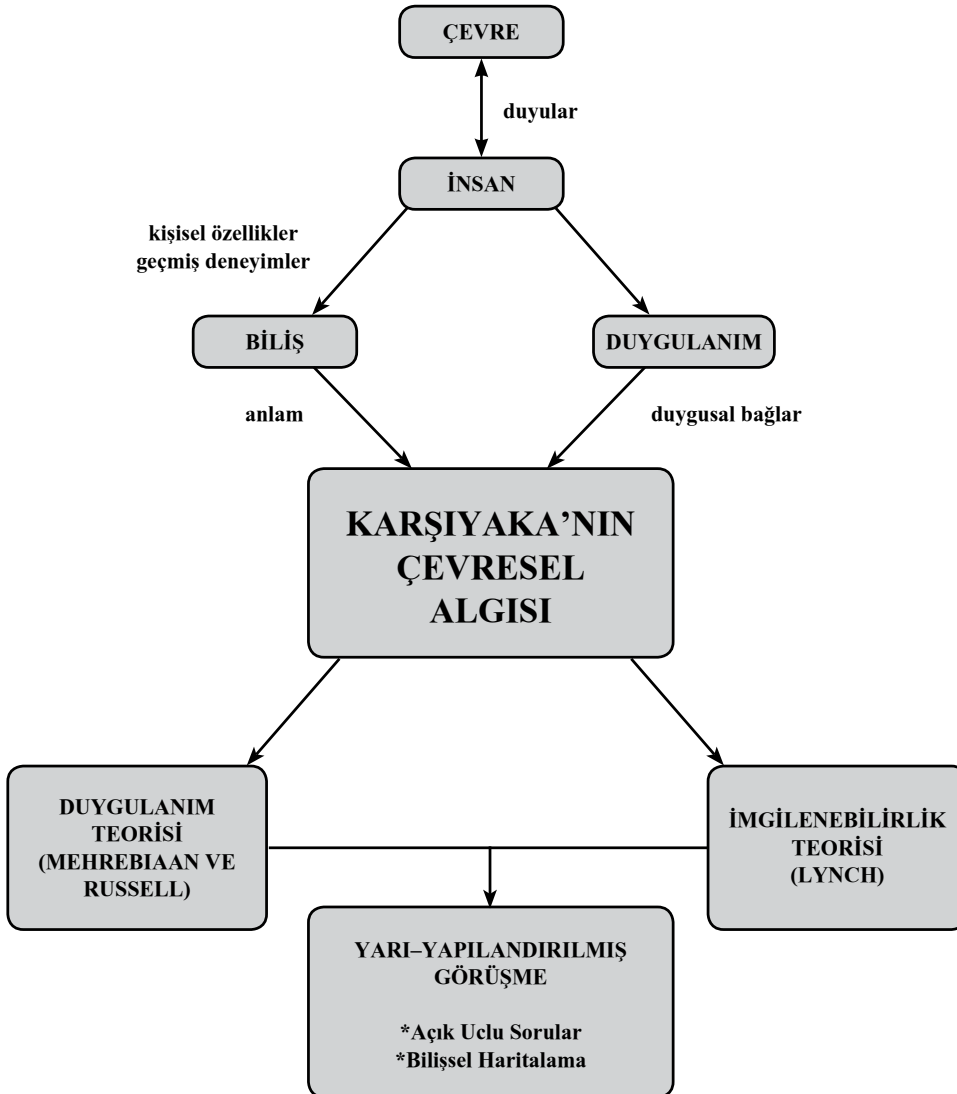 ÇEVRE
duyular
İNSAN
kişisel özellikler
geçmiş deneyimler
BİLİŞ
DUYGULANIM
anlam
duygusal bağlar
KARŞIYAKA’NIN
ÇEVRESEL
ALGISI
DUYGULANIM
TEORİSİ
(MEHREBIAAN VE
RUSSELL)
İMGİLENEBİLİRLİK
TEORİSİ
(LYNCH)
YARI–YAPILANDIRILMIŞ
GÖRÜŞME
*Açık Uclu Sorular
*Bilişsel Haritalama